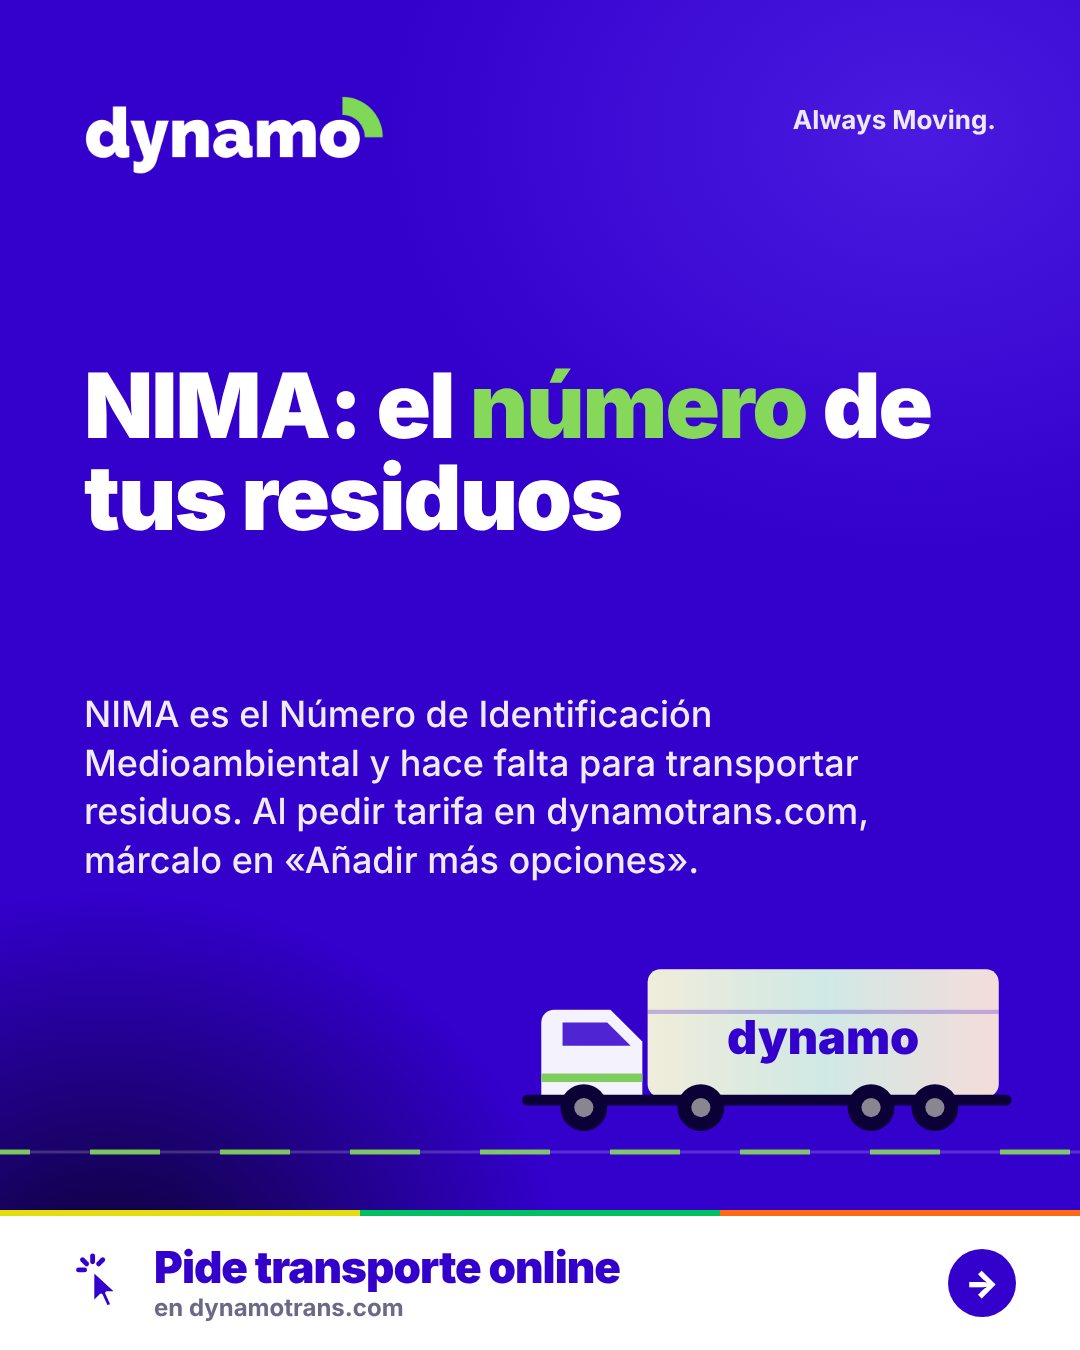 dynamo
Always Moving.
NIMA: el número de
tus residuos
NIMA es el Número de Identificación
Medioambiental y hace falta para transportar
residuos. Al pedir tarifa en dynamotrans.com,
márcalo en «Añadir más opciones».
dynamo
Pide transporte online
en dynamotrans.com